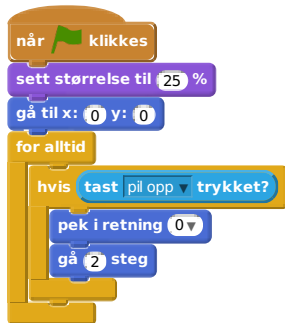 når klikkes
sett størrelse til 25 %
gå til x: 0 y: 0
for alltid
hvis tast pil opp trykket?
pek i retning 0
gå 2 steg